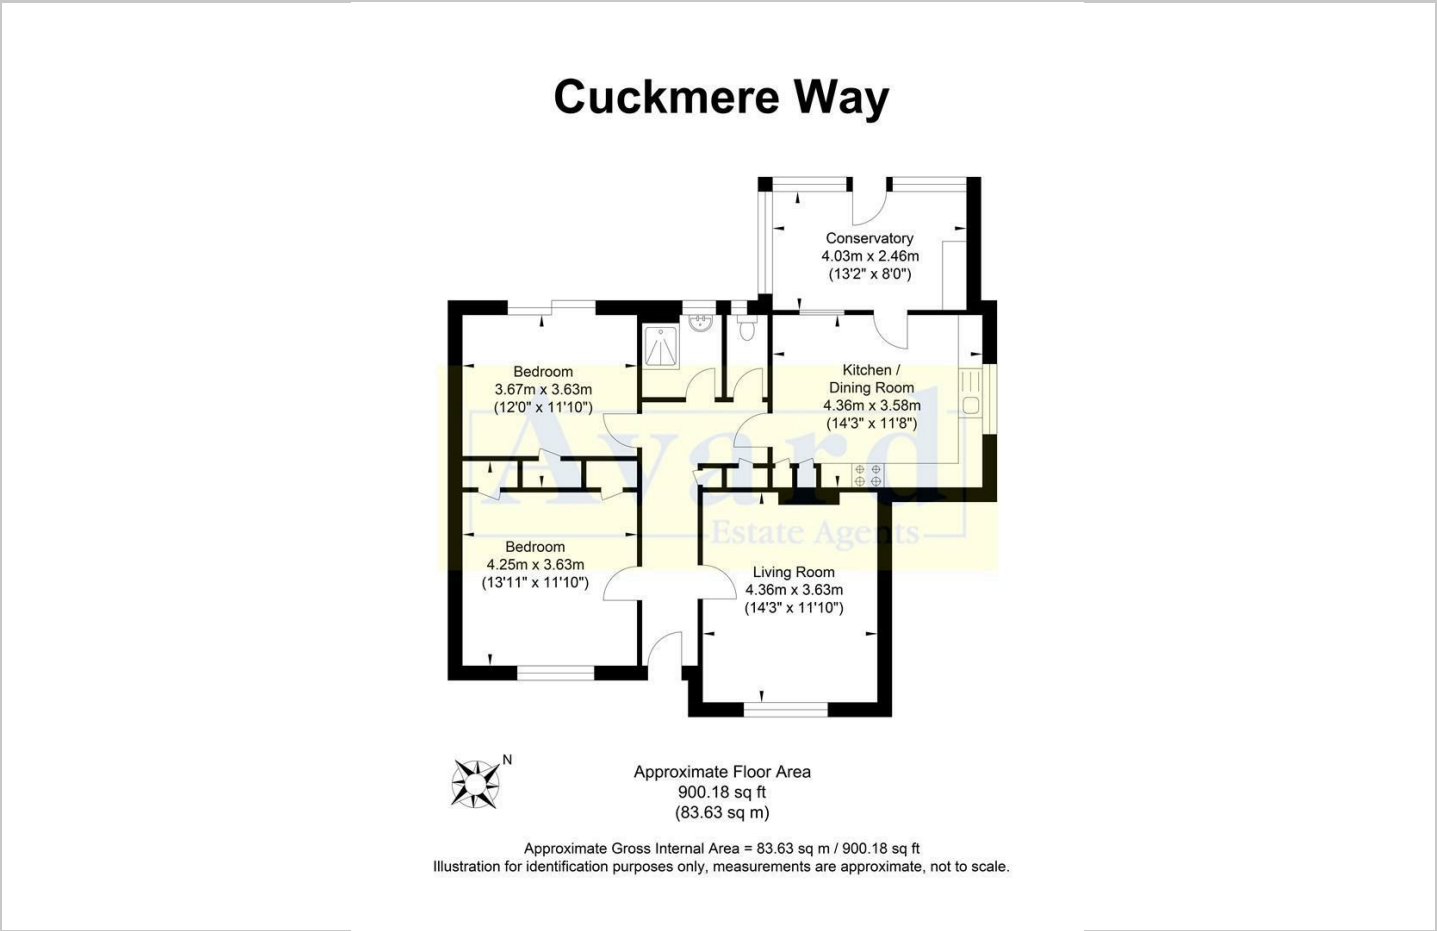 Cuckmere Way
Conservatory
4.03m x 2.46m
(13'2" x 8'0")
Bedroom
3.67m x 3.63m
(12'0" x 11'10")
Kitchen /
Dining Room
4.36m x 3.58m
(14'3" x 11'8")
Avard
Estate Agents
Bedroom
4.25m x 3.63m
(13'11" x 11'10")
Living Room
4.36m x 3.63m
(14'3" x 11'10")
N
Approximate Floor Area
900.18 sq ft
(83.63 sq m)
Approximate Gross Internal Area = 83.63 sq m / 900.18 sq ft
Illustration for identification purposes only, measurements are approximate, not to scale.